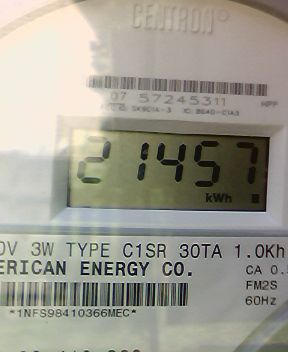 CENTRON
07 57245311
21457
kWh
3W TYPE C1SR 30TA 1.0Kh
ERICAN ENERGY CO.
CA 0.5
FM2S
60Hz
*1NFS98410366MEC*